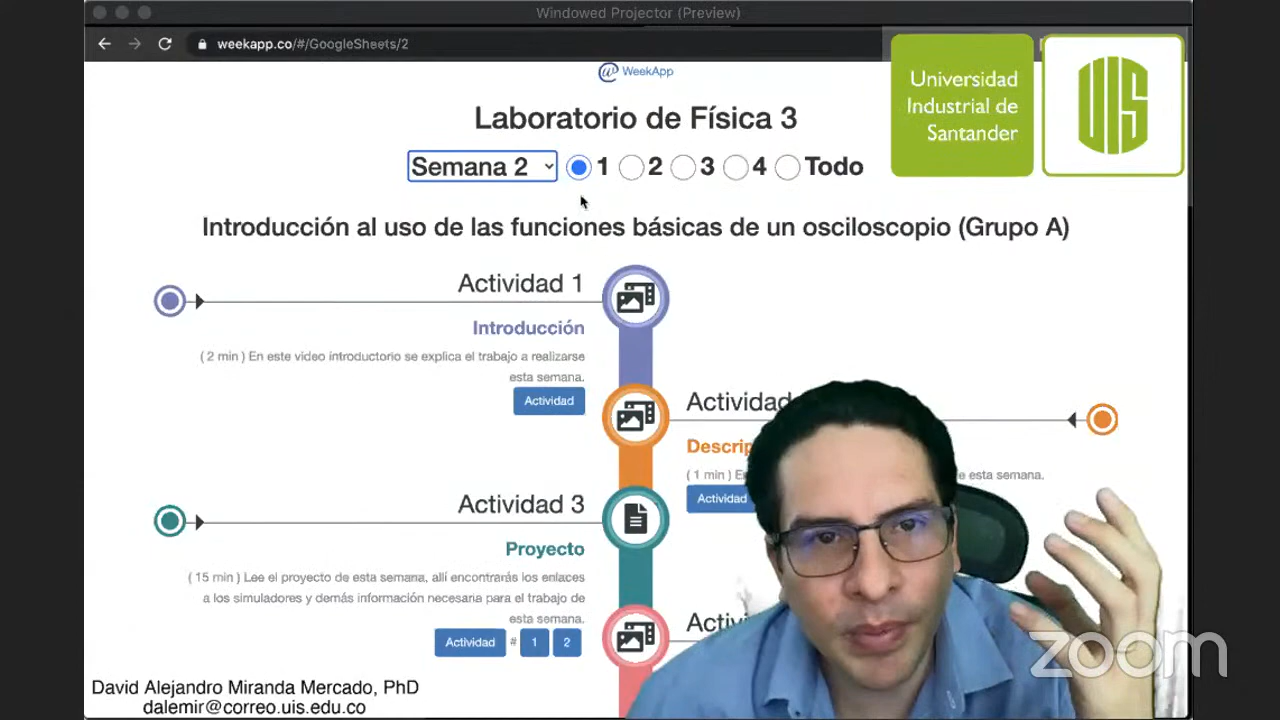 Windowed Projector (Preview)
weekapp.co/#/GoogleSheets/2
WeekApp
Universidad
Industrial de
Santander
UIS
Laboratorio de Física 3
Semana 2 1 2 3 4 Todo
Introducción al uso de las funciones básicas de un osciloscopio (Grupo A)
Actividad 1
Introducción
( 2 min ) En este video introductorio se explica el trabajo a realizarse
esta semana.
Actividad
Actividad
Descrip
( 1 min ) esta semana.
Actividad
Actividad 3
Proyecto
( 15 min ) Lee el proyecto de esta semana, allí encontrarás los enlaces
a los simuladores y demás información necesaria para el trabajo de
esta semana.
Actividad # 1 2
Activi
David Alejandro Miranda Mercado, PhD
dalemir@correo.uis.edu.co
zoom